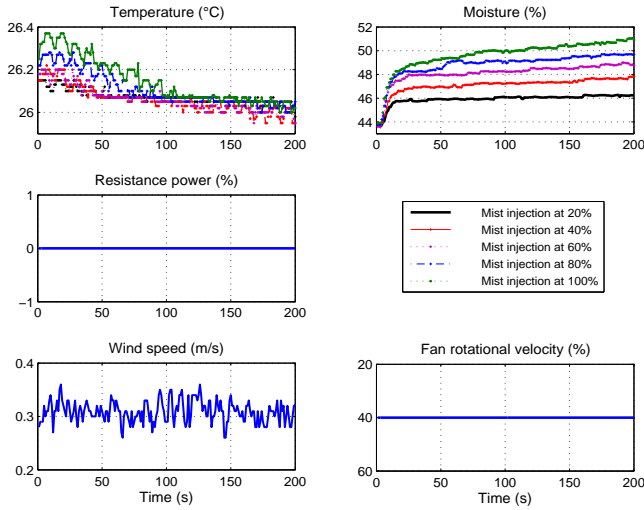 Temperature (°C)
26.4
26.2
26
0 50 100 150 200
Moisture (%)
52
50
48
46
44
0 50 100 150 200
Resistance power (%)
1
0
−1
0 50 100 150 200
Mist injection at 20%
Mist injection at 40%
Mist injection at 60%
Mist injection at 80%
Mist injection at 100%
Wind speed (m/s)
0.4
0.3
0.2
0 50 100 150 200
Time (s)
Fan rotational velocity (%)
20
40
60
0 50 100 150 200
Time (s)